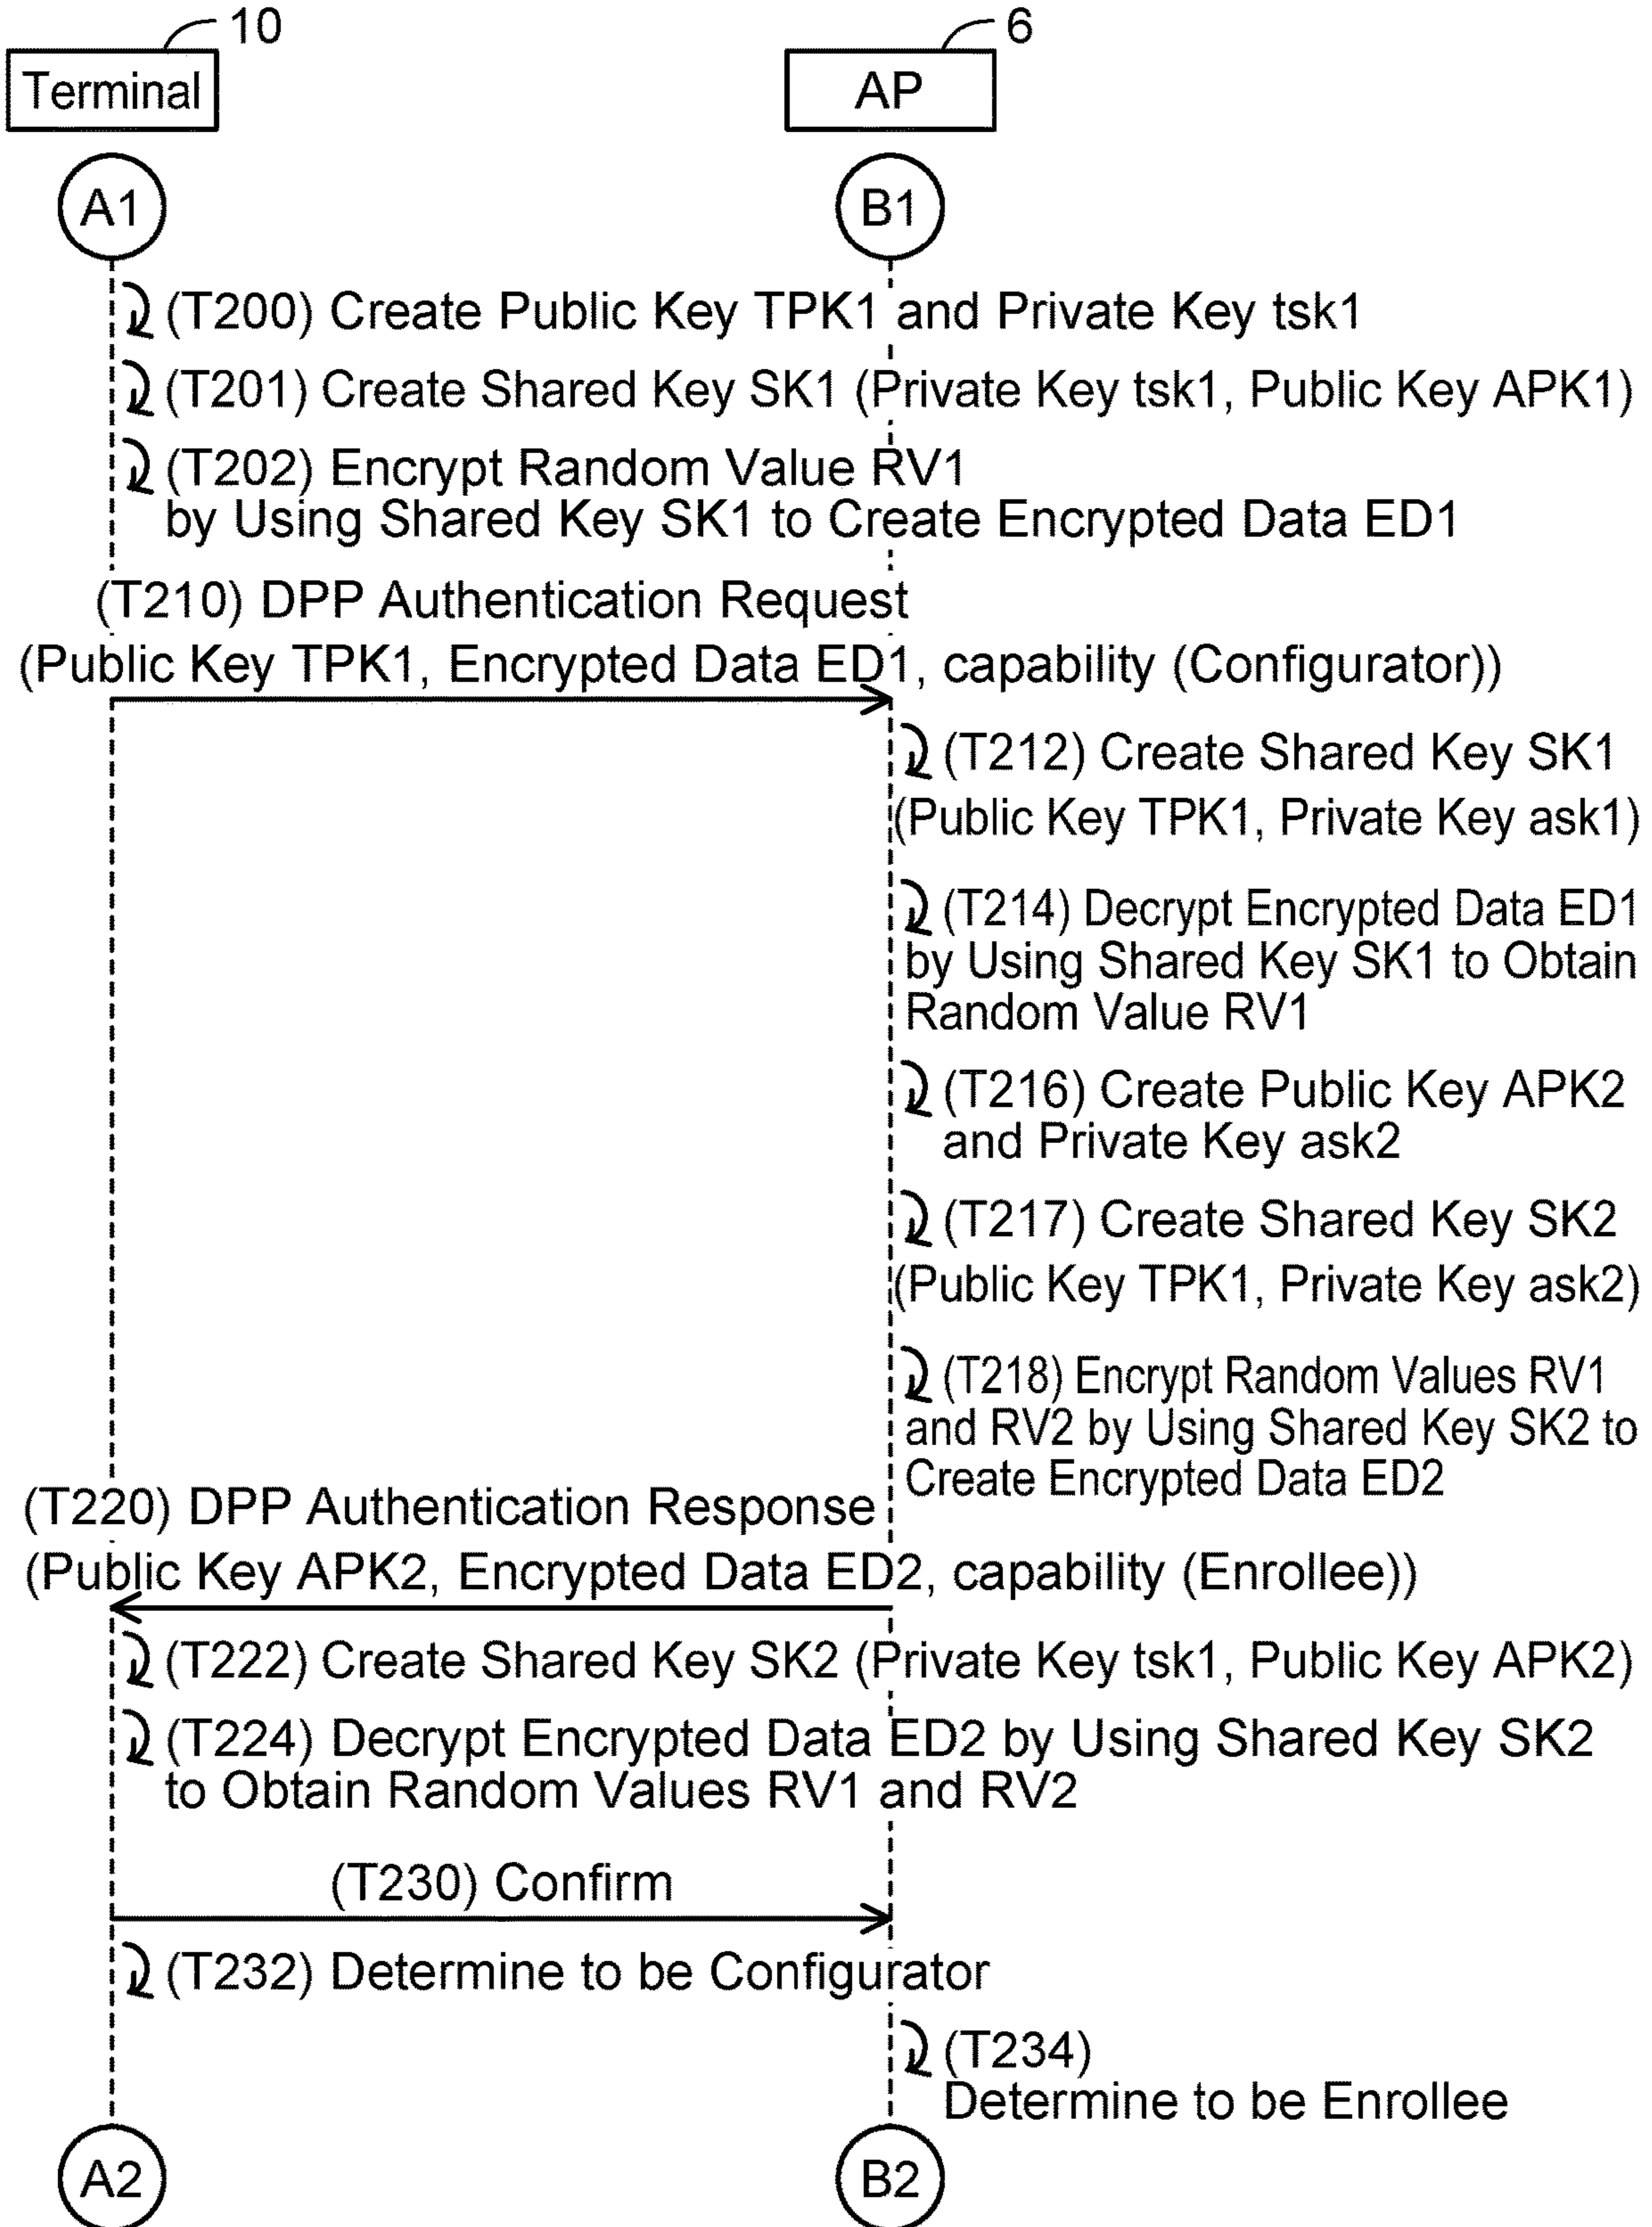 10
6
Terminal
AP
A1
B1
(T200) Create Public Key TPK1 and Private Key tsk1
(T201) Create Shared Key SK1 (Private Key tsk1, Public Key APK1)
(T202) Encrypt Random Value RV1
by Using Shared Key SK1 to Create Encrypted Data ED1
(T210) DPP Authentication Request
(Public Key TPK1, Encrypted Data ED1, capability (Configurator))
(T212) Create Shared Key SK1
(Public Key TPK1, Private Key ask1)
(T214) Decrypt Encrypted Data ED1
by Using Shared Key SK1 to Obtain
Random Value RV1
(T216) Create Public Key APK2
and Private Key ask2
(T217) Create Shared Key SK2
(Public Key TPK1, Private Key ask2)
(T218) Encrypt Random Values RV1
and RV2 by Using Shared Key SK2 to
Create Encrypted Data ED2
(T220) DPP Authentication Response
(Public Key APK2, Encrypted Data ED2, capability (Enrollee))
(T222) Create Shared Key SK2 (Private Key tsk1, Public Key APK2)
(T224) Decrypt Encrypted Data ED2 by Using Shared Key SK2
to Obtain Random Values RV1 and RV2
(T230) Confirm
(T232) Determine to be Configurator
(T234)
Determine to be Enrollee
A2
B2